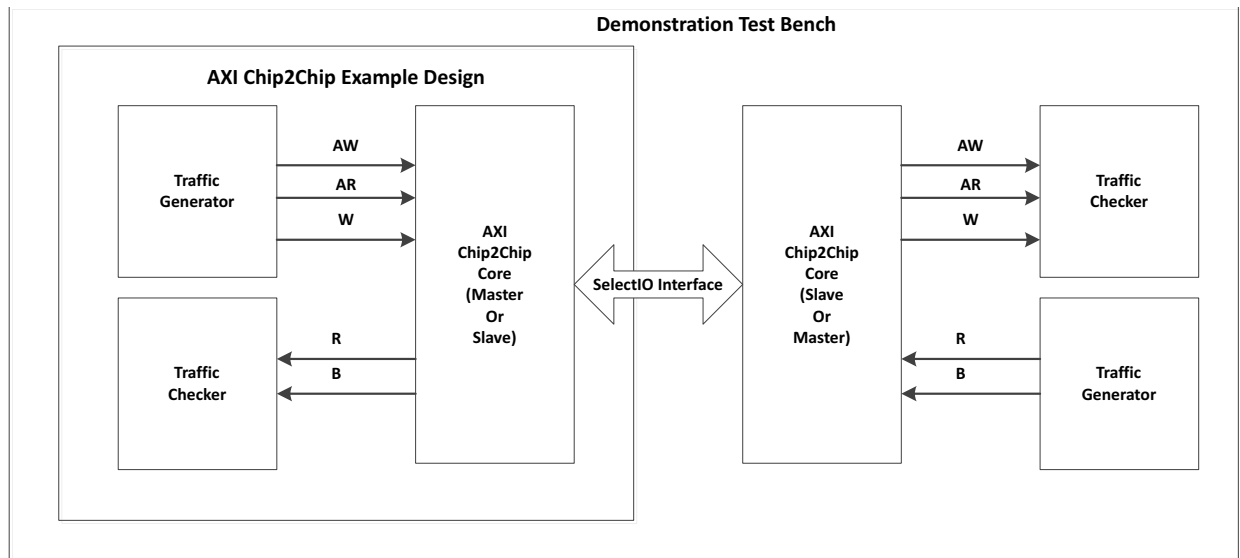 Demonstration Test Bench
AXI Chip2Chip Example Design
Traffic
Generator
AW
AR
W
Traffic
Checker
R
B
AXI
Chip2Chip
Core
(Master
Or
Slave)
SelectIO Interface
AXI
Chip2Chip
Core
(Slave
Or
Master)
AW
AR
W
Traffic
Checker
R
B
Traffic
Generator